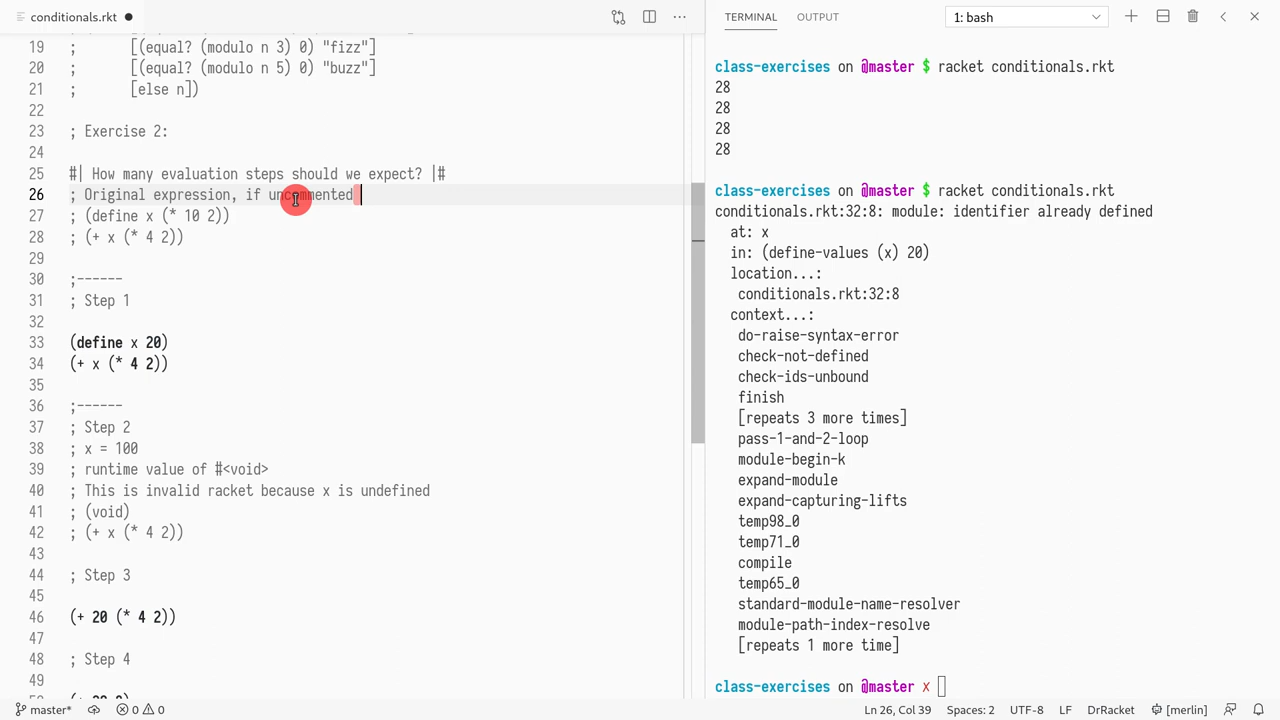 conditionals.rkt
19 ; [(equal? (modulo n 3) 0) "fizz"]
20 ; [(equal? (modulo n 5) 0) "buzz"]
21 ; [else n])
22
23 ; Exercise 2:
24
25 #| How many evaluation steps should we expect? |#
26 ; Original expression, if uncommented
27 ; (define x (* 10 2))
28 ; (+ x (* 4 2))
29
30 ;------
31 ; Step 1
32
33 (define x 20)
34 (+ x (* 4 2))
35
36 ;------
37 ; Step 2
38 ; x = 100
39 ; runtime value of #<void>
40 ; This is invalid racket because x is undefined
41 ; (void)
42 ; (+ x (* 4 2))
43
44 ; Step 3
45
46 (+ 20 (* 4 2))
47
48 ; Step 4
49
TERMINAL OUTPUT 1: bash
class-exercises on @master $ racket conditionals.rkt
28
28
28
28
class-exercises on @master $ racket conditionals.rkt
conditionals.rkt:32:8: module: identifier already defined
at: x
in: (define-values (x) 20)
location...:
conditionals.rkt:32:8
context...:
do-raise-syntax-error
check-not-defined
check-ids-unbound
finish
[repeats 3 more times]
pass-1-and-2-loop
module-begin-k
expand-module
expand-capturing-lifts
temp98_0
temp71_0
compile
temp65_0
standard-module-name-resolver
module-path-index-resolve
[repeats 1 more time]
class-exercises on @master x
master* 0 0 Ln 26, Col 39 Spaces: 2 UTF-8 LF DrRacket [merlin]